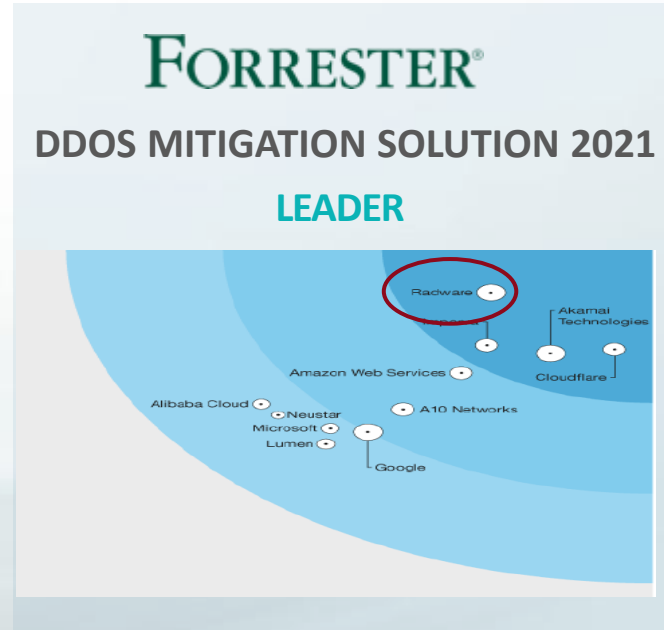 FORRESTER®
DDOS MITIGATION SOLUTION 2021
LEADER
Radware
Imperva
Akamai
Technologies
Amazon Web Services
Cloudflare
Alibaba Cloud
A10 Networks
Neustar
Microsoft
Lumen
Google